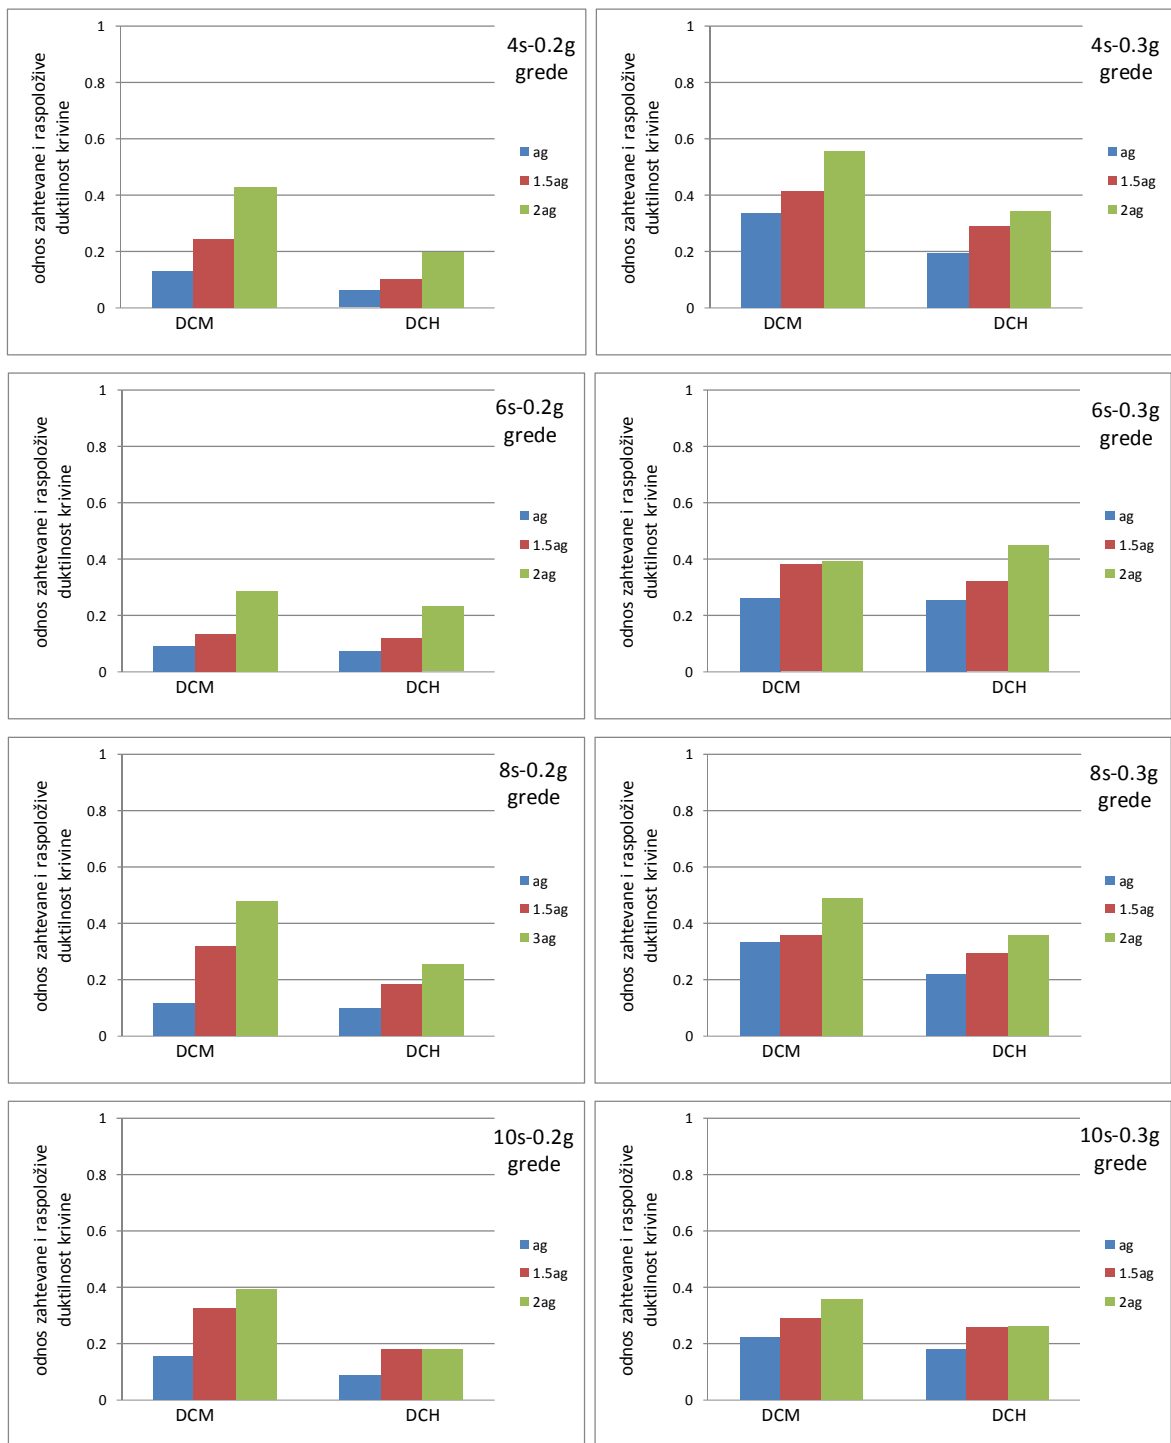 4s-0.2g
grede
odnos zahtevane i raspoložive
duktilnost krivine
1
0.8
0.6
0.4
0.2
0
DCM
DCH
ag
1.5ag
2ag
4s-0.3g
grede
odnos zahtevane i raspoložive
duktilnost krivine
1
0.8
0.6
0.4
0.2
0
DCM
DCH
ag
1.5ag
2ag
6s-0.2g
grede
odnos zahtevane i raspoložive
duktilnost krivine
1
0.8
0.6
0.4
0.2
0
DCM
DCH
ag
1.5ag
2ag
6s-0.3g
grede
odnos zahtevane i raspoložive
duktilnost krivine
1
0.8
0.6
0.4
0.2
0
DCM
DCH
ag
1.5ag
2ag
8s-0.2g
grede
odnos zahtevane i raspoložive
duktilnost krivine
1
0.8
0.6
0.4
0.2
0
DCM
DCH
ag
1.5ag
3ag
8s-0.3g
grede
odnos zahtevane i raspoložive
duktilnost krivine
1
0.8
0.6
0.4
0.2
0
DCM
DCH
ag
1.5ag
2ag
10s-0.2g
grede
odnos zahtevane i raspoložive
duktilnost krivine
1
0.8
0.6
0.4
0.2
0
DCM
DCH
ag
1.5ag
2ag
10s-0.3g
grede
odnos zahtevane i raspoložive
duktilnost krivine
1
0.8
0.6
0.4
0.2
0
DCM
DCH
ag
1.5ag
2ag